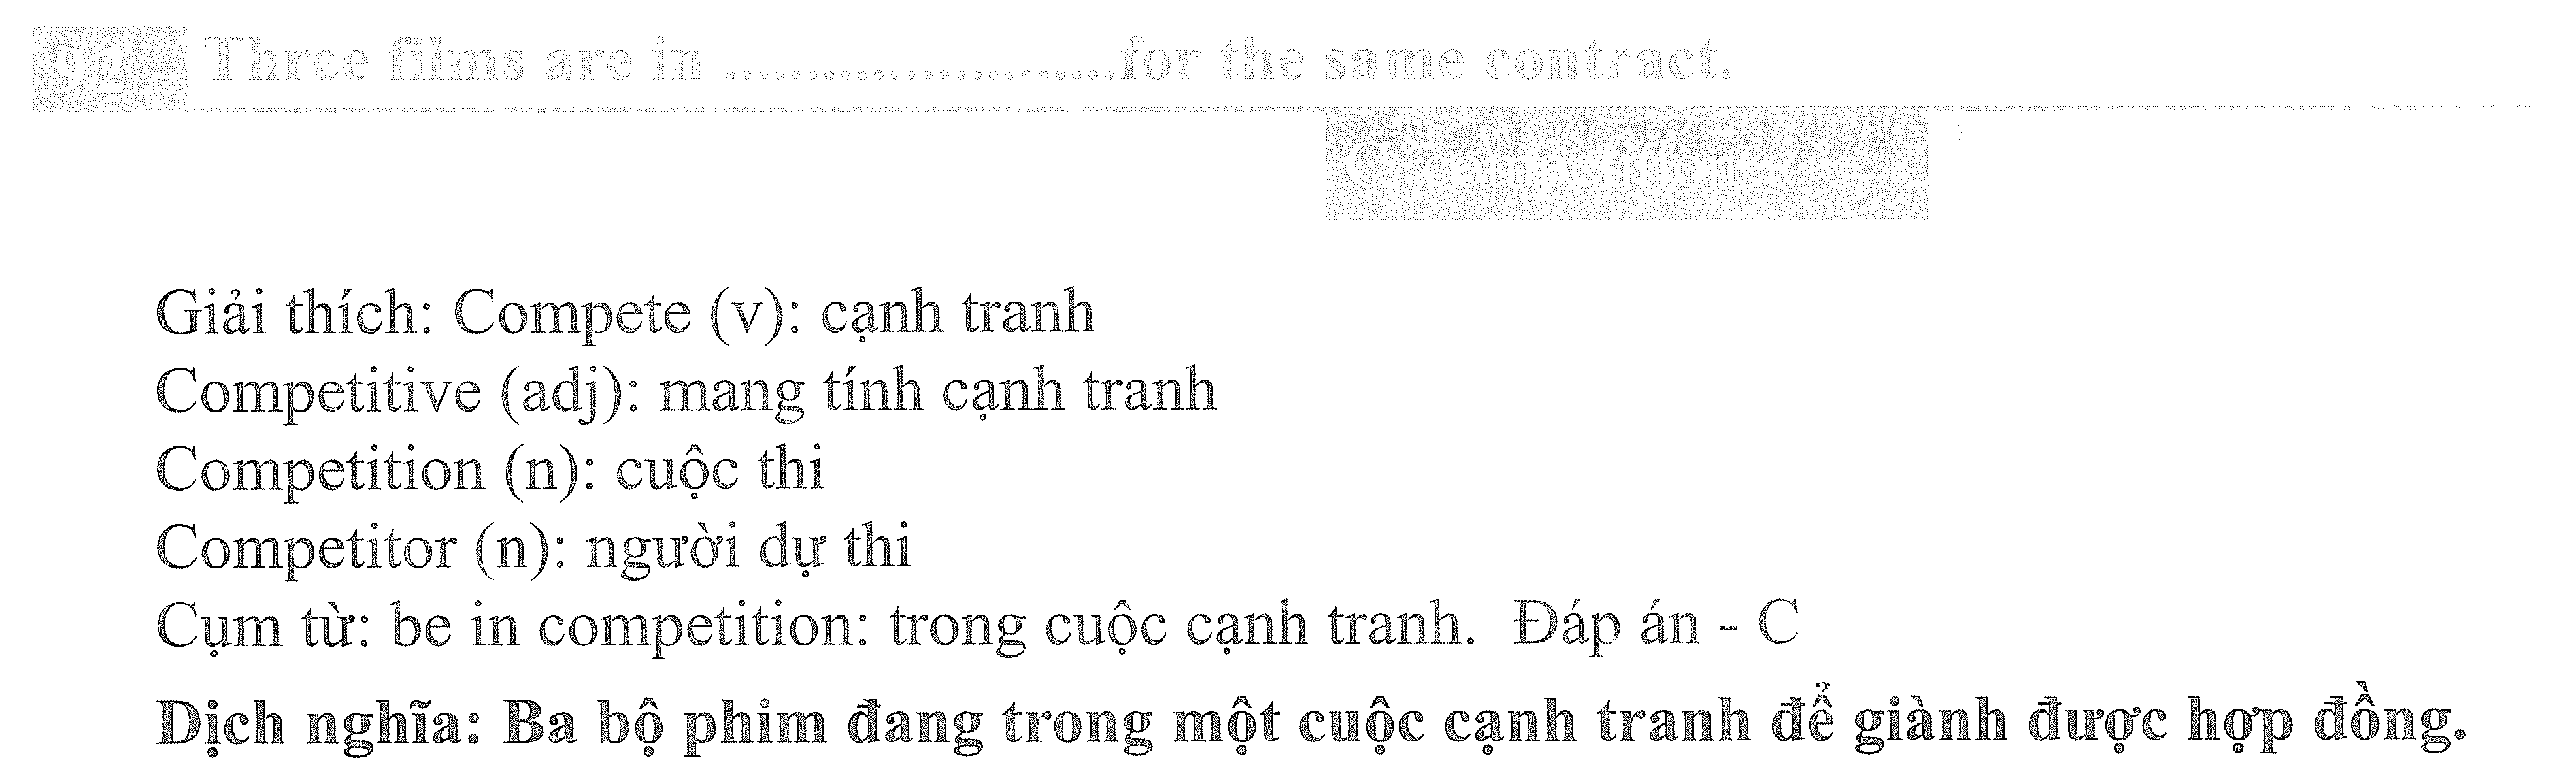 92 Three films are in ........................for the same contract.
C. competition
Giải thích: Compete (v): cạnh tranh
Competitive (adj): mang tính cạnh tranh
Competition (n): cuộc thi
Competitor (n): người dự thi
Cụm từ: be in competition: trong cuộc cạnh tranh. Đáp án - C
Dịch nghĩa: Ba bộ phim đang trong một cuộc cạnh tranh để giành được hợp đồng.